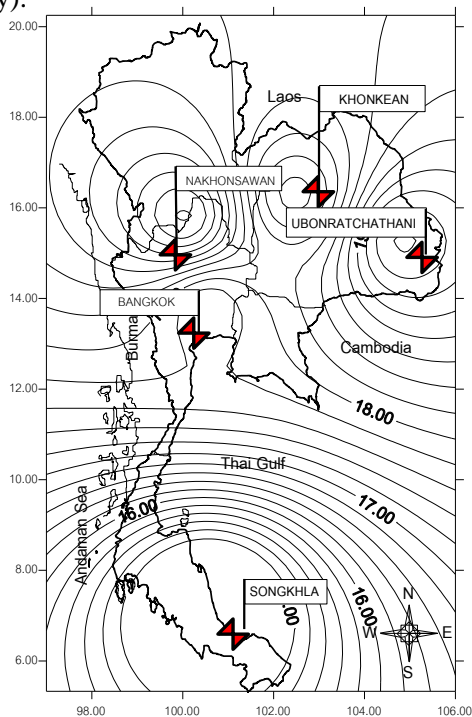 y).
20.00
18.00
16.00
14.00
12.00
10.00
8.00
6.00
98.00
100.00
102.00
104.00
106.00
Laos
KHONKEAN
NAKHONSAWAN
UBONRATCHATHANI
BANGKOK
Burma
Cambodia
18.00
Thai Gulf
17.00
16.00
Andaman Sea
SONGKHLA
.00
16.00
N
W
E
S